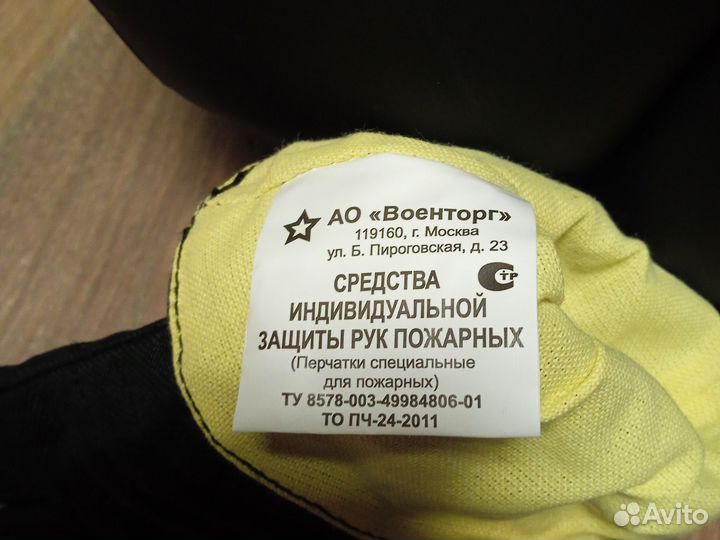 АО «Военторг»
119160, г. Москва
ул. Б. Пироговская, д. 23
СРЕДСТВА
ИНДИВИДУАЛЬНОЙ
ЗАЩИТЫ РУК ПОЖАРНЫХ
(Перчатки специальные
для пожарных)
ТУ 8578-003-49984806-01
ТО ПЧ-24-2011
Avito